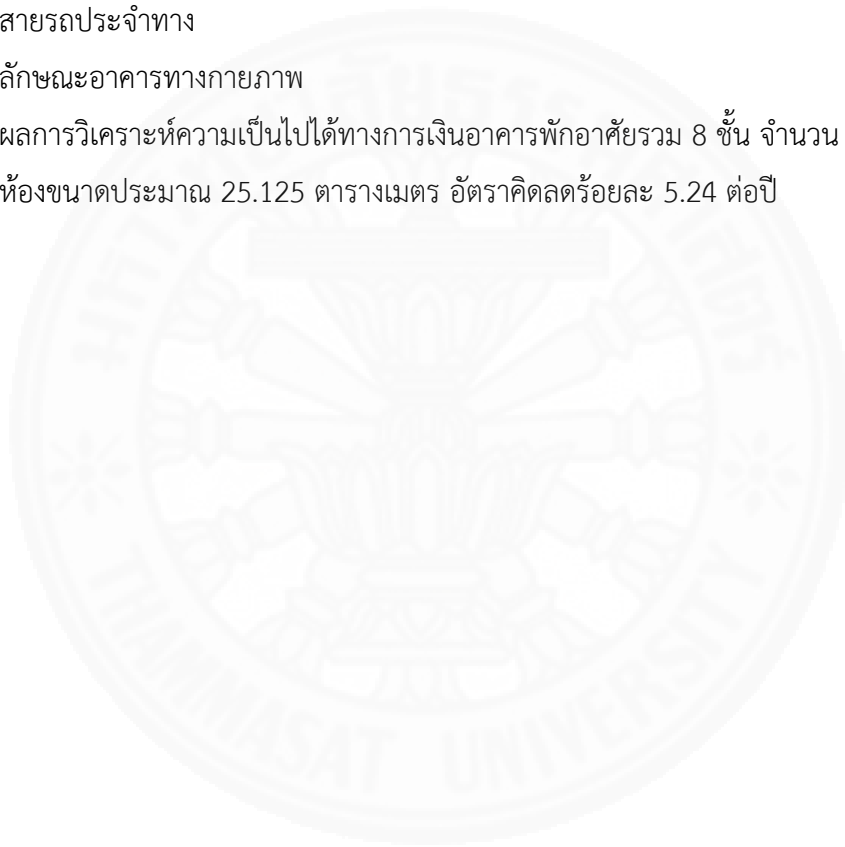 สายรถประจำทาง
ลักษณะอาคารทางกายภาพ
ผลการวิเคราะห์ความเป็นไปได้ทางการเงินอาคารพักอาศัยรวม 8 ชั้น จำนวน
ห้องขนาดประมาณ 25.125 ตารางเมตร อัตราคิดลดร้อยละ 5.24 ต่อปี
THAMMASAT UNIVERSITY